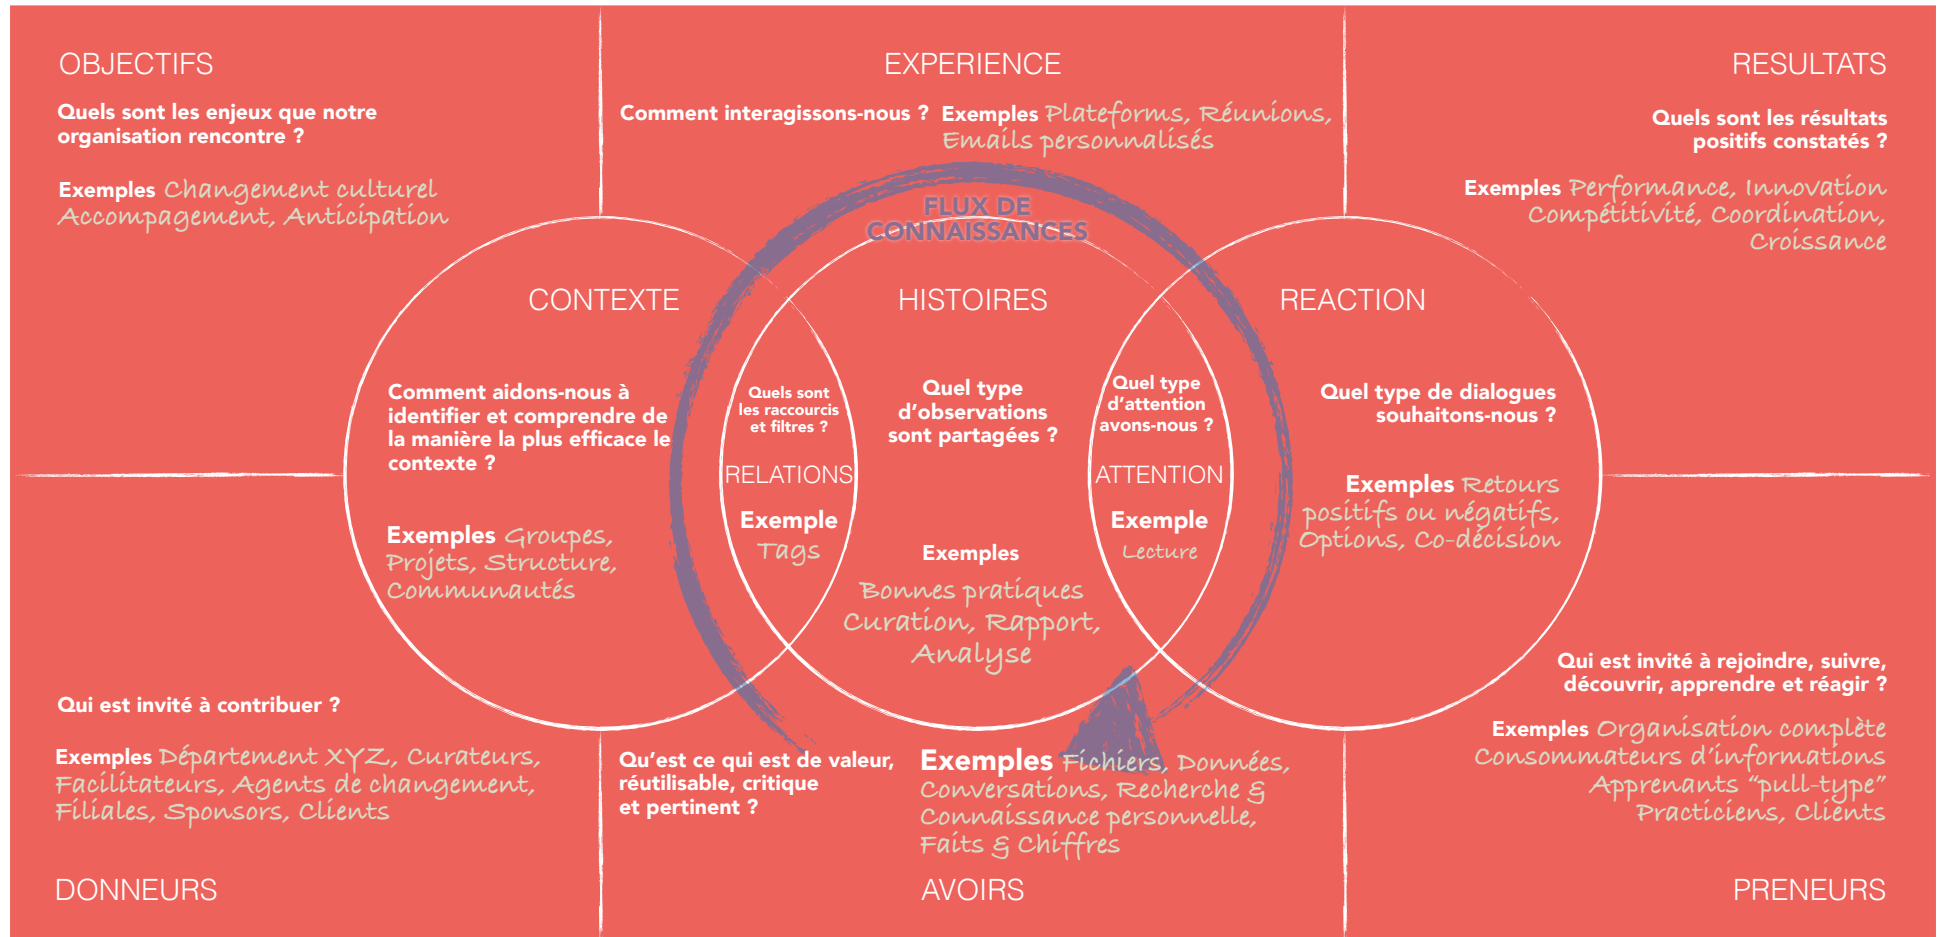 OBJECTIFS
Quels sont les enjeux que notre
organisation rencontre ?
Exemples Changement culturel
Accompagement, Anticipation
EXPERIENCE
Comment interagissons-nous ?
Exemples Plateforms, Réunions,
Emails personnalisés
RESULTATS
Quels sont les résultats
positifs constatés ?
Exemples Performance, Innovation
Compétitivité, Coordination,
Croissance
FLUX DE
CONNAISSANCES
CONTEXTE
Comment aidons-nous à
identifier et comprendre de
la manière la plus efficace le
contexte ?
Exemples Groupes,
Projets, Structure,
Communautés
Quels sont
les raccourcis
et filtres ?
RELATIONS
Exemple
Tags
HISTOIRES
Quel type
d’observations
sont partagées ?
Exemples
Bonnes pratiques
Curation, Rapport,
Analyse
Quel type
d’attention
avons-nous ?
ATTENTION
Exemple
Lecture
REACTION
Quel type de dialogues
souhaitons-nous ?
Exemples Retours
positifs ou négatifs,
Options, Co-décision
Qui est invité à contribuer ?
Exemples Département XYZ, Curateurs,
Facilitateurs, Agents de changement,
Filiales, Sponsors, Clients
DONNEURS
Qu’est ce qui est de valeur,
réutilisable, critique
et pertinent ?
Exemples Fichiers, Données,
Conversations, Recherche &
Connaissance personnelle,
Faits & Chiffres
AVOIRS
Qui est invité à rejoindre, suivre,
découvrir, apprendre et réagir ?
Exemples Organisation complète
Consommateurs d’informations
Apprenants “pull-type”
Practiciens, Clients
PRENEURS